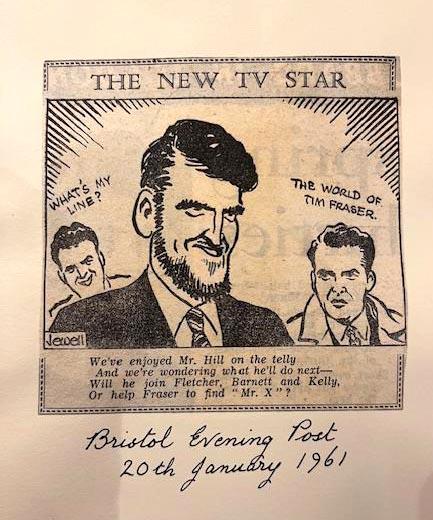 THE NEW TV STAR
WHAT'S MY
LINE?
THE WORLD OF
TIM FRASER.
Jewell
We've enjoyed Mr. Hill on the telly
And we're wondering what he'll do next—
Will he join Fletcher, Barnett and Kelly,
Or help Fraser to find "Mr. X"?
Bristol Evening Post
20th January 1961